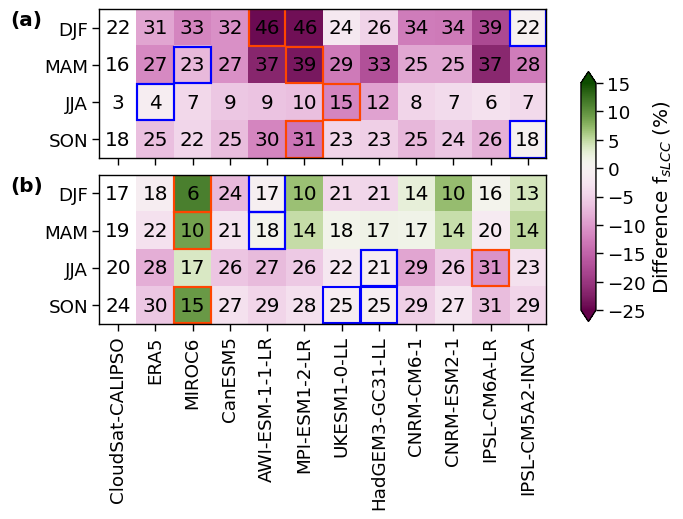 (a)
DJF 22 31 33 32 46 46 24 26 34 34 39 22
MAM 16 27 23 27 37 39 29 33 25 25 37 28
JJA 3 4 7 9 9 10 15 12 8 7 6 7
SON 18 25 22 25 30 31 23 23 25 24 26 18
(b)
DJF 17 18 6 24 17 10 21 21 14 10 16 13
MAM 19 22 10 21 18 14 18 17 17 14 20 14
JJA 20 28 17 26 27 26 22 21 29 26 31 23
SON 24 30 15 27 29 28 25 25 29 27 31 29
CloudSat-CALIPSO
ERA5
MIROC6
CanESM5
AWI-ESM-1-1-LR
MPI-ESM1-2-LR
UKESM1-0-LL
HadGEM3-GC31-LL
CNRM-CM6-1
CNRM-ESM2-1
IPSL-CM6A-LR
IPSL-CM5A2-INCA
15
10
5
0
−5
−10
−15
−20
−25
Difference f_sLCC (%)